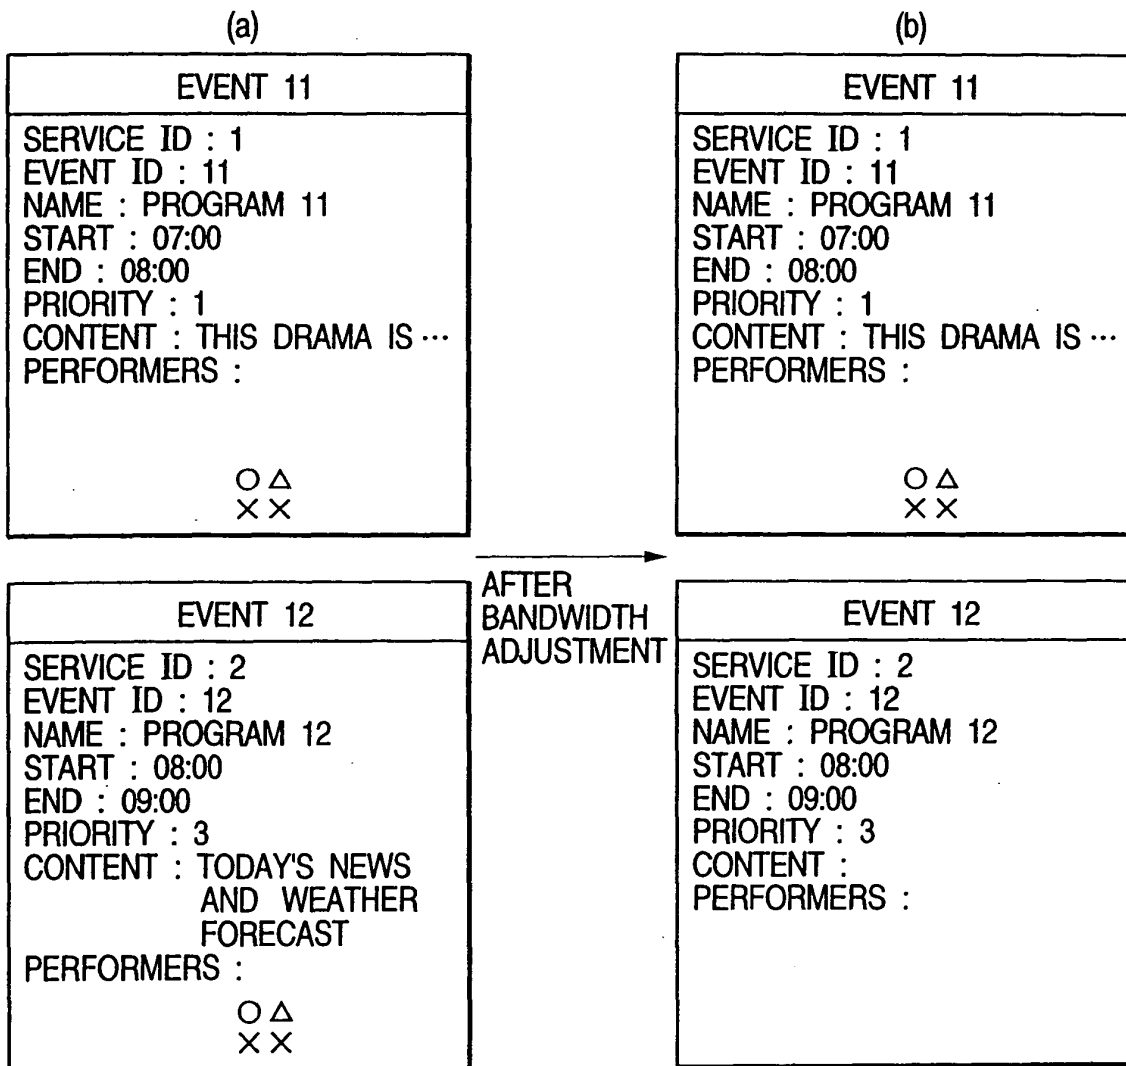 (a)
EVENT 11
SERVICE ID : 1
EVENT ID : 11
NAME : PROGRAM 11
START : 07:00
END : 08:00
PRIORITY : 1
CONTENT : THIS DRAMA IS ···
PERFORMERS :
○ △
× ×
EVENT 12
SERVICE ID : 2
EVENT ID : 12
NAME : PROGRAM 12
START : 08:00
END : 09:00
PRIORITY : 3
CONTENT : TODAY'S NEWS
AND WEATHER
FORECAST
PERFORMERS :
○ △
× ×
AFTER
BANDWIDTH
ADJUSTMENT
(b)
EVENT 11
SERVICE ID : 1
EVENT ID : 11
NAME : PROGRAM 11
START : 07:00
END : 08:00
PRIORITY : 1
CONTENT : THIS DRAMA IS ···
PERFORMERS :
○ △
× ×
EVENT 12
SERVICE ID : 2
EVENT ID : 12
NAME : PROGRAM 12
START : 08:00
END : 09:00
PRIORITY : 3
CONTENT :
PERFORMERS :